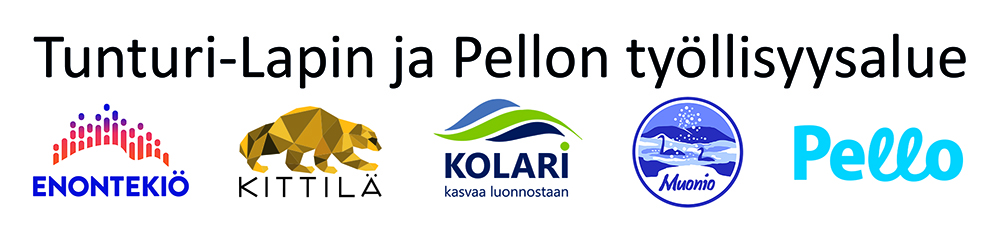 Tunturi-Lapin ja Pellon työllisyysalue
ENONTEKIÖ
KITTILÄ
KOLARI
kasvaa luonnostaan
Muonio
Pello